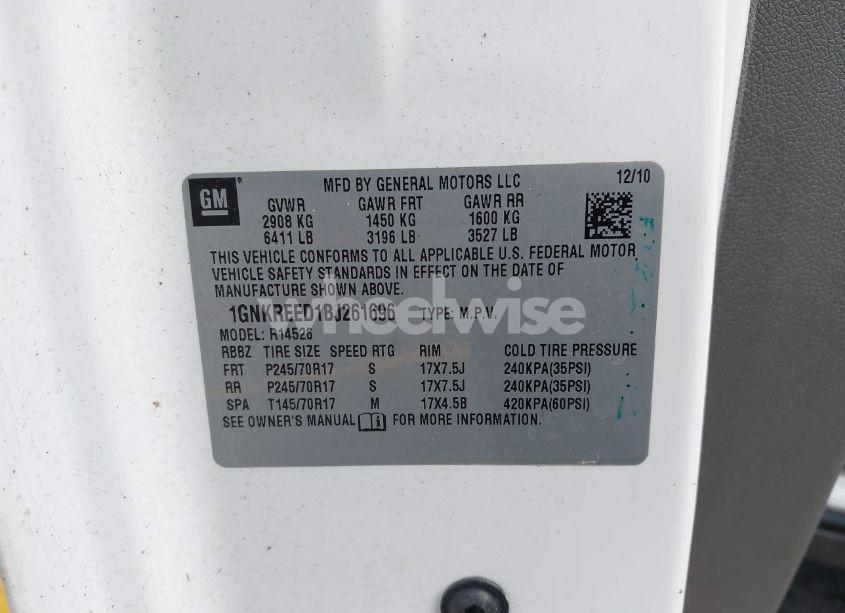 GM
MFD BY GENERAL MOTORS LLC 12/10
GVWR GAWR FRT GAWR RR
2908 KG 1450 KG 1600 KG
6411 LB 3196 LB 3527 LB
THIS VEHICLE CONFORMS TO ALL APPLICABLE U.S. FEDERAL MOTOR
VEHICLE SAFETY STANDARDS IN EFFECT ON THE DATE OF
MANUFACTURE SHOWN ABOVE.
1GNKREED1BJ261696 TYPE: M.P.V.
wheelwise
MODEL: R14526
RBBZ TIRE SIZE SPEED RTG RIM COLD TIRE PRESSURE
FRT P245/70R17 S 17X7.5J 240KPA(35PSI)
RR P245/70R17 S 17X7.5J 240KPA(35PSI)
SPA T145/70R17 M 17X4.5B 420KPA(60PSI)
SEE OWNER'S MANUAL FOR MORE INFORMATION.